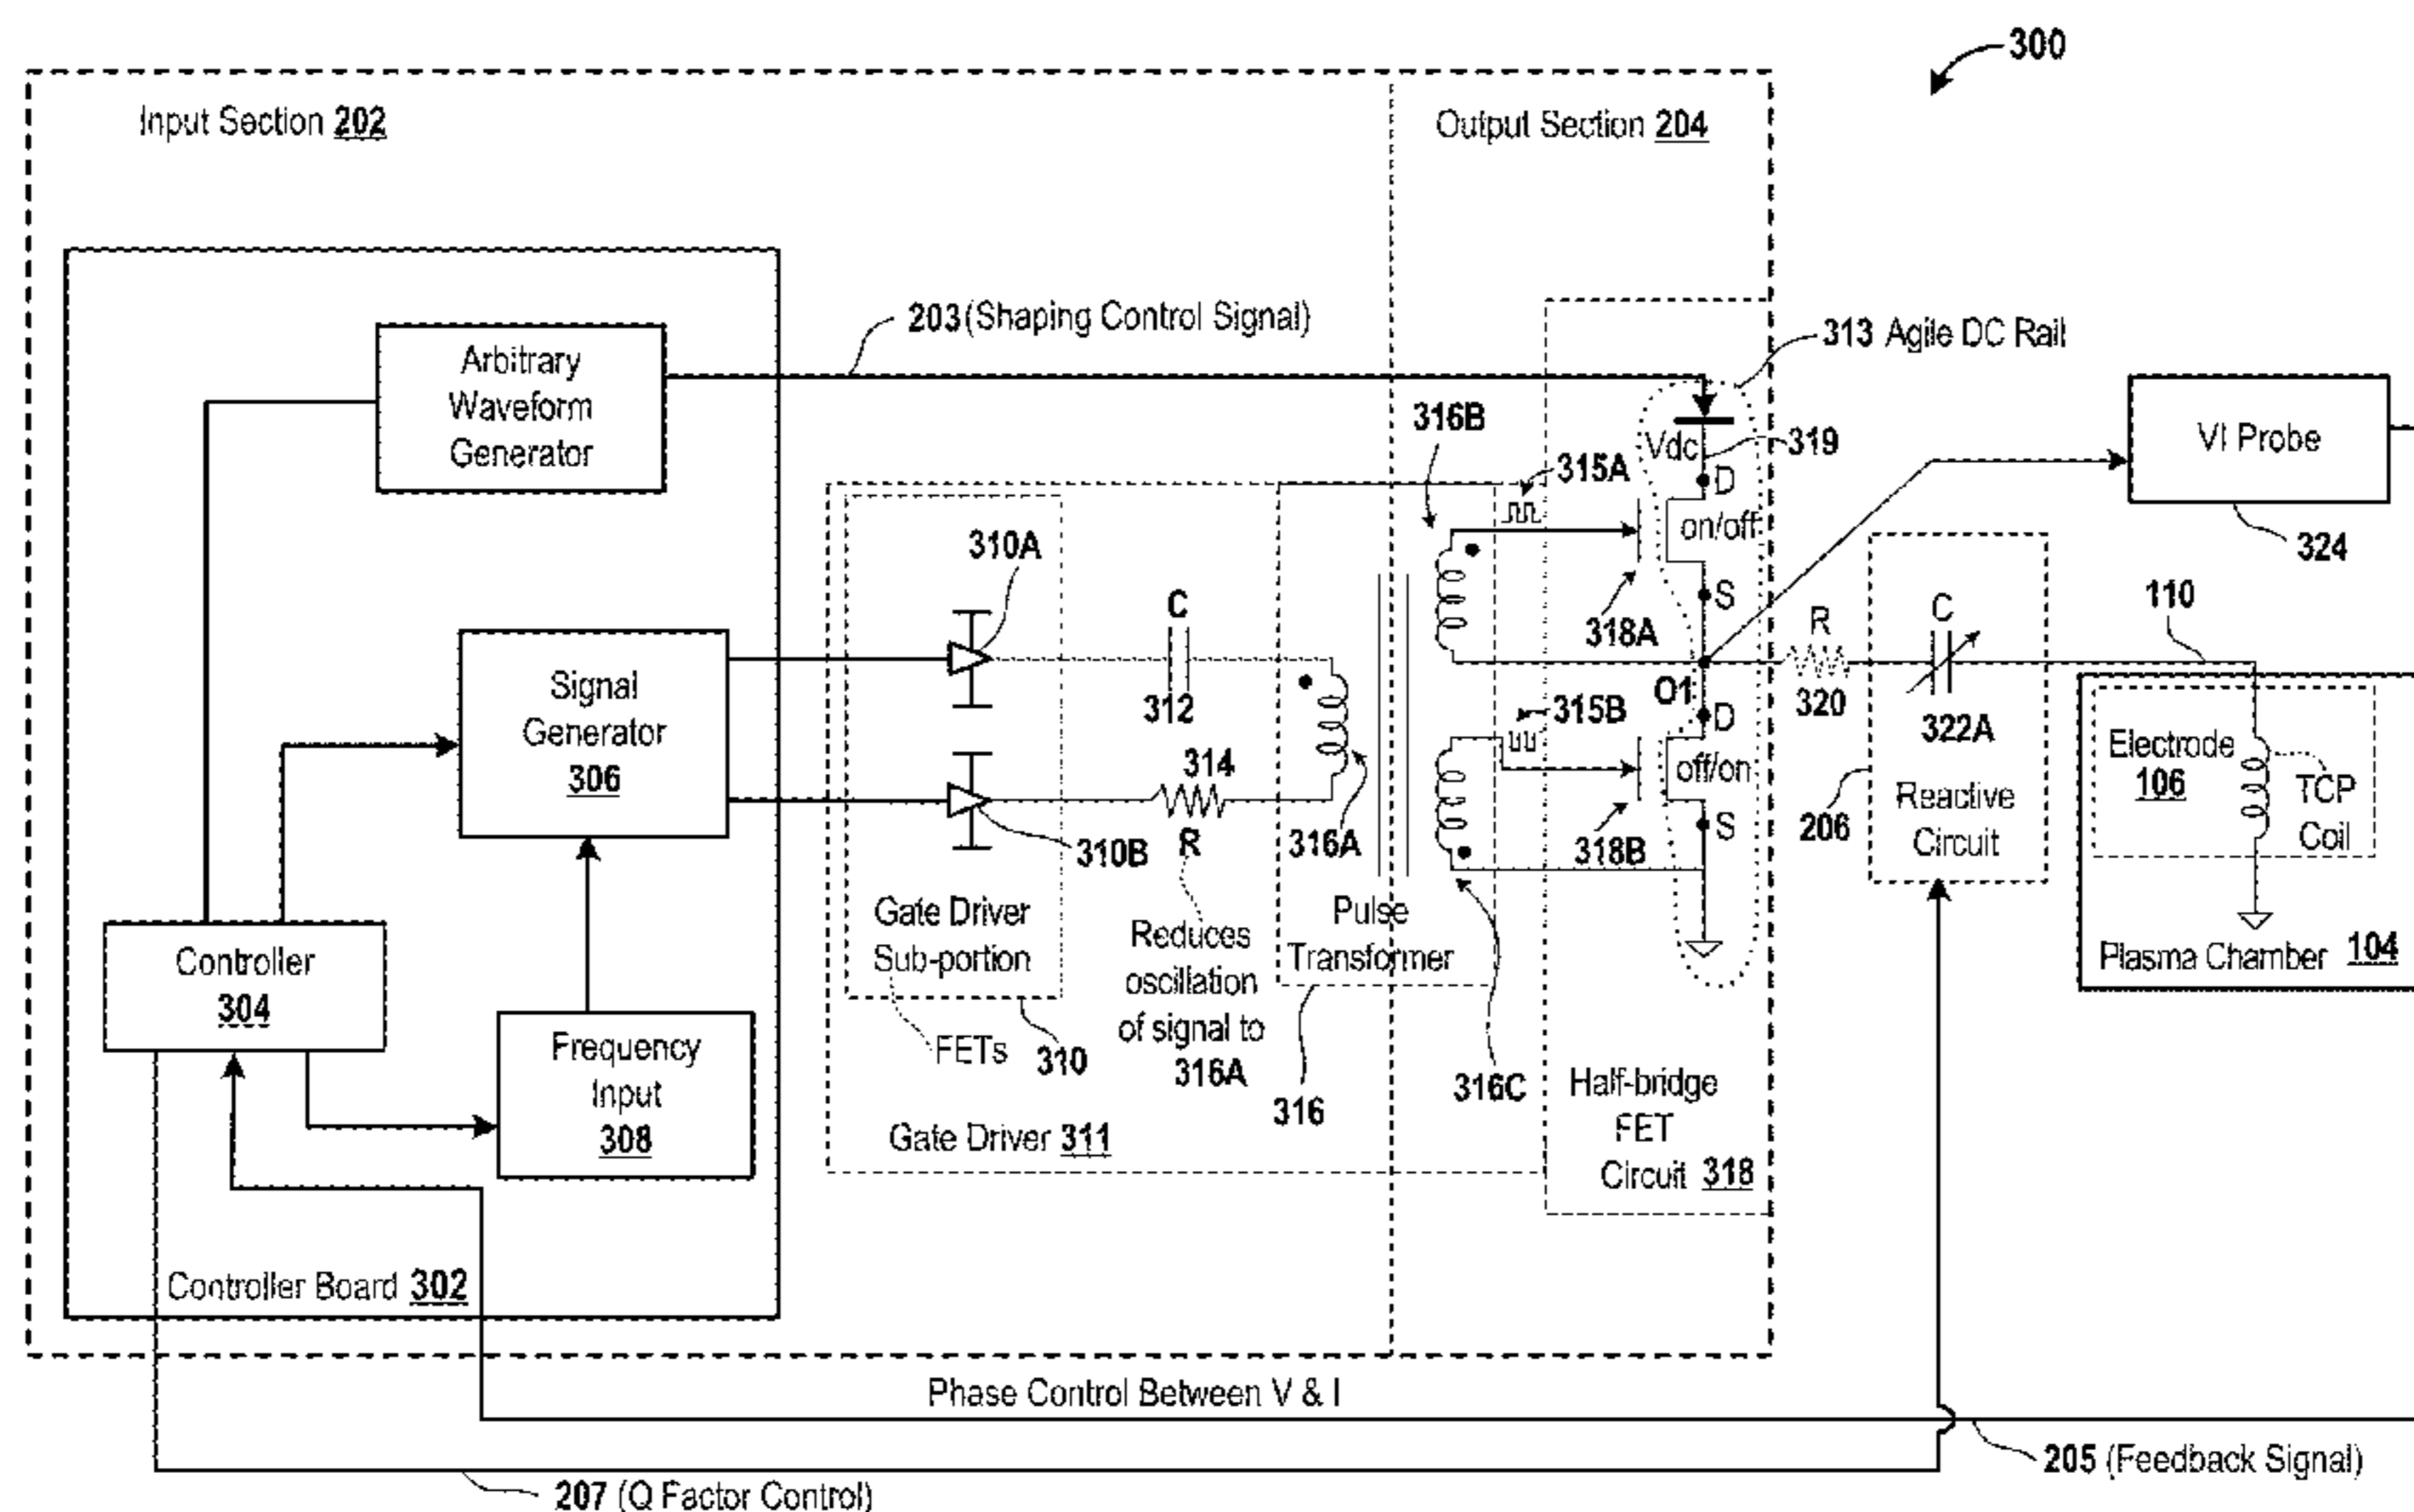 300
Input Section 202
Output Section 204
203 (Shaping Control Signal)
313 Agile DC Rail
Arbitrary
Waveform
Generator
316B
315A
Vdc
319
D
on/off
S
318A
VI Probe
324
310A
C
312
Signal
Generator
306
314
R
310B
316A
O1
R
320
C
322A
110
315B
D
off/on
S
318B
206
Reactive
Circuit
Electrode
106
TCP
Coil
Plasma Chamber 104
Gate Driver
Sub-portion
FETs
310
Reduces
oscillation
of signal to
316A
Pulse
Transformer
316
316C
Controller
304
Frequency
Input
308
Gate Driver 311
Half-bridge
FET
Circuit 318
Controller Board 302
Phase Control Between V & I
205 (Feedback Signal)
207 (Q Factor Control)